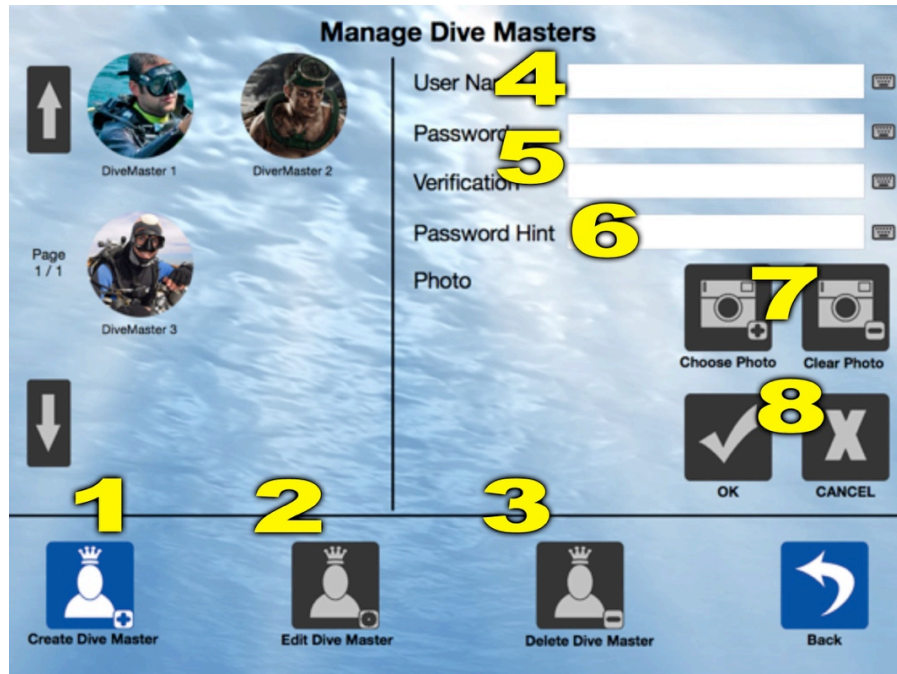 Manage Dive Masters
DiveMaster 1
DiverMaster 2
Page
1 / 1
DiveMaster 3
User Name
4
Password
5
Verification
Password Hint
6
Photo
7
Choose Photo
Clear Photo
8
OK
CANCEL
1
2
3
Create Dive Master
Edit Dive Master
Delete Dive Master
Back